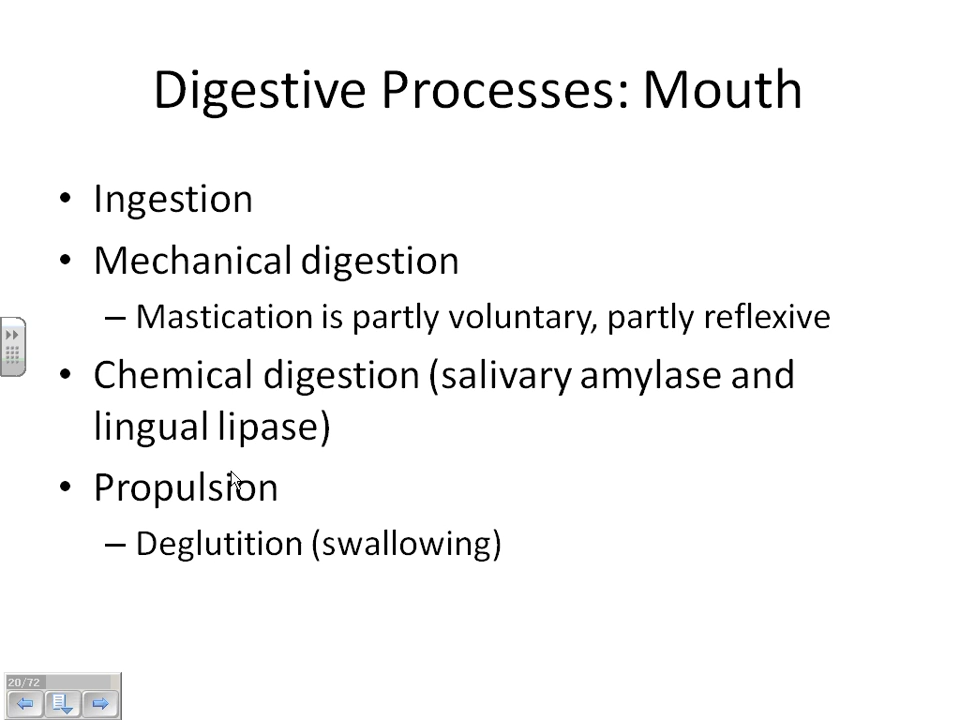 Digestive Processes: Mouth
• Ingestion
• Mechanical digestion
– Mastication is partly voluntary, partly reflexive
• Chemical digestion (salivary amylase and
lingual lipase)
• Propulsion
– Deglutition (swallowing)
20/72